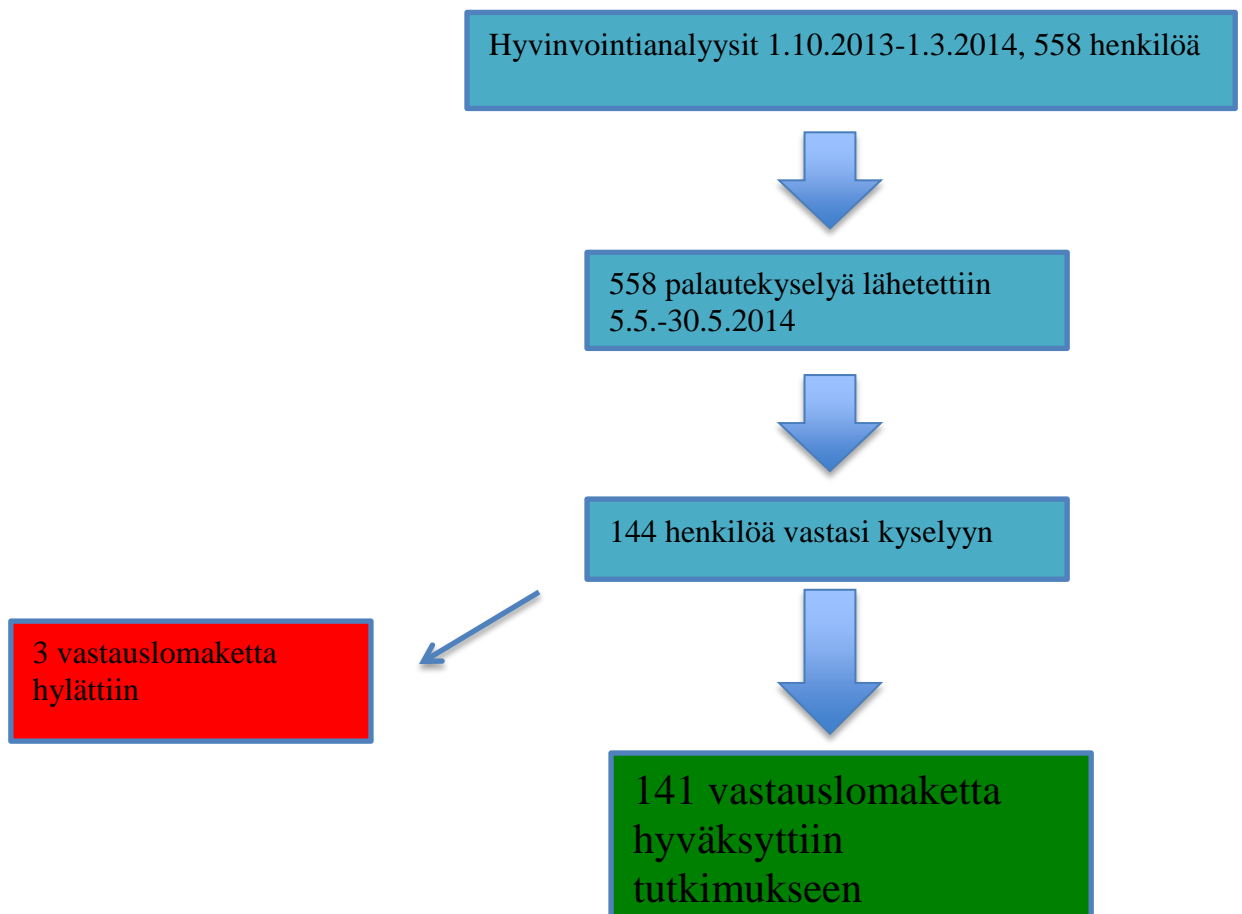 Hyvinvointianalyysit 1.10.2013-1.3.2014, 558 henkilöä
558 palautekyselyä lähetettiin
5.5.-30.5.2014
144 henkilöä vastasi kyselyyn
3 vastauslomaketta
hylättiin
141 vastauslomaketta
hyväksyttiin
tutkimukseen